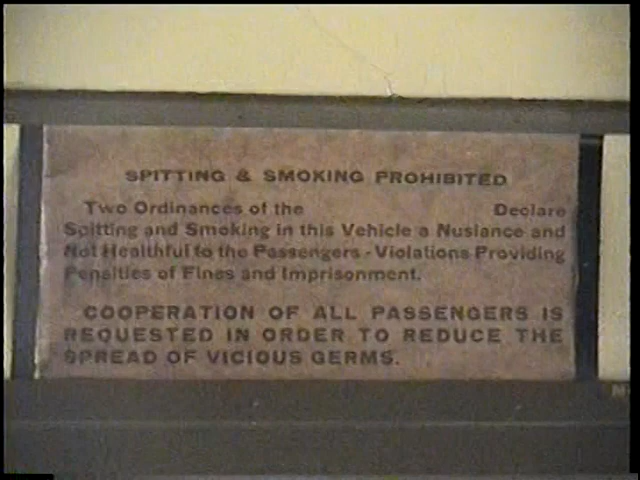 SPITTING & SMOKING PROHIBITED
Two Ordinances of the Declare
Spitting and Smoking in this Vehicle a Nusiance and
Not Healthful to the Passengers - Violations Providing
Penalties of Fines and Imprisonment.
COOPERATION OF ALL PASSENGERS IS
REQUESTED IN ORDER TO REDUCE THE
SPREAD OF VICIOUS GERMS.